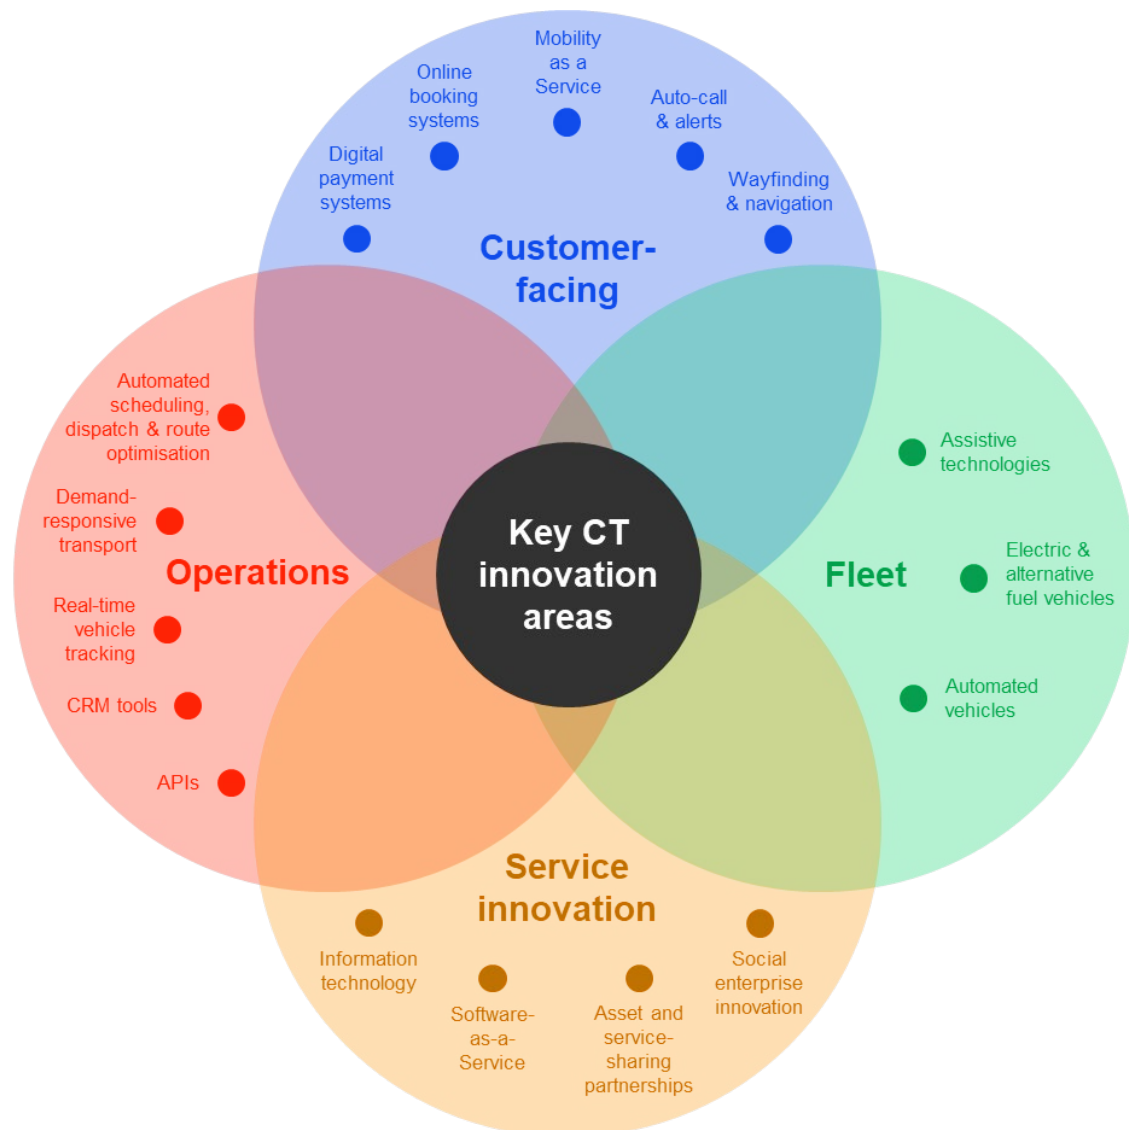 Mobility
as a
Service
Online
booking
systems
Auto-call
& alerts
Digital
payment
systems
Wayfinding
& navigation
Customer-
facing
Automated
scheduling,
dispatch & route
optimisation
Demand-
responsive
transport
Operations
Real-time
vehicle
tracking
CRM tools
APIs
Key CT
innovation
areas
Assistive
technologies
Fleet
Electric &
alternative
fuel vehicles
Automated
vehicles
Service
innovation
Information
technology
Software-
as-a-
Service
Asset and
service-
sharing
partnerships
Social
enterprise
innovation